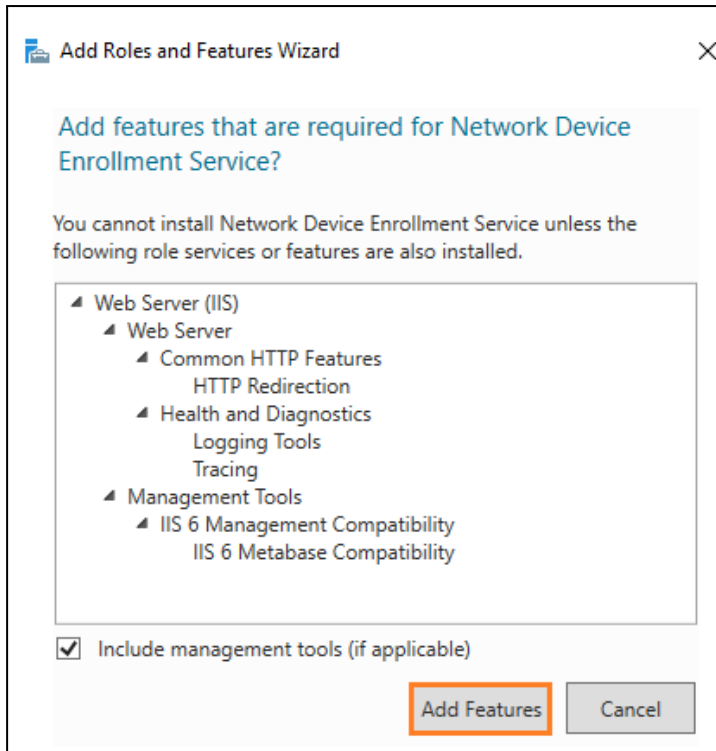 Add Roles and Features Wizard
Add features that are required for Network Device
Enrollment Service?
You cannot install Network Device Enrollment Service unless the
following role services or features are also installed.
Web Server (IIS)
Web Server
Common HTTP Features
HTTP Redirection
Health and Diagnostics
Logging Tools
Tracing
Management Tools
IIS 6 Management Compatibility
IIS 6 Metabase Compatibility
Include management tools (if applicable)
Add Features Cancel